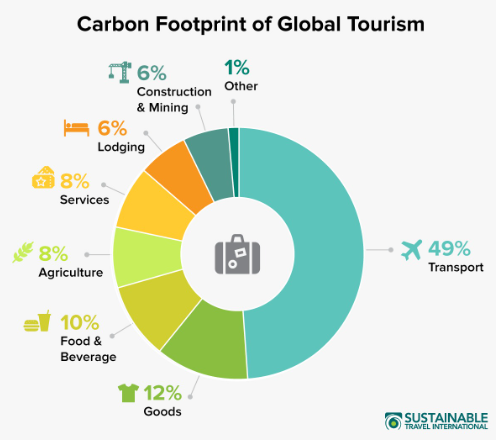 Carbon Footprint of Global Tourism
1%
Other
6%
Construction
& Mining
6%
Lodging
8%
Services
8%
Agriculture
10%
Food &
Beverage
12%
Goods
49%
Transport
SUSTAINABLE
TRAVEL INTERNATIONAL